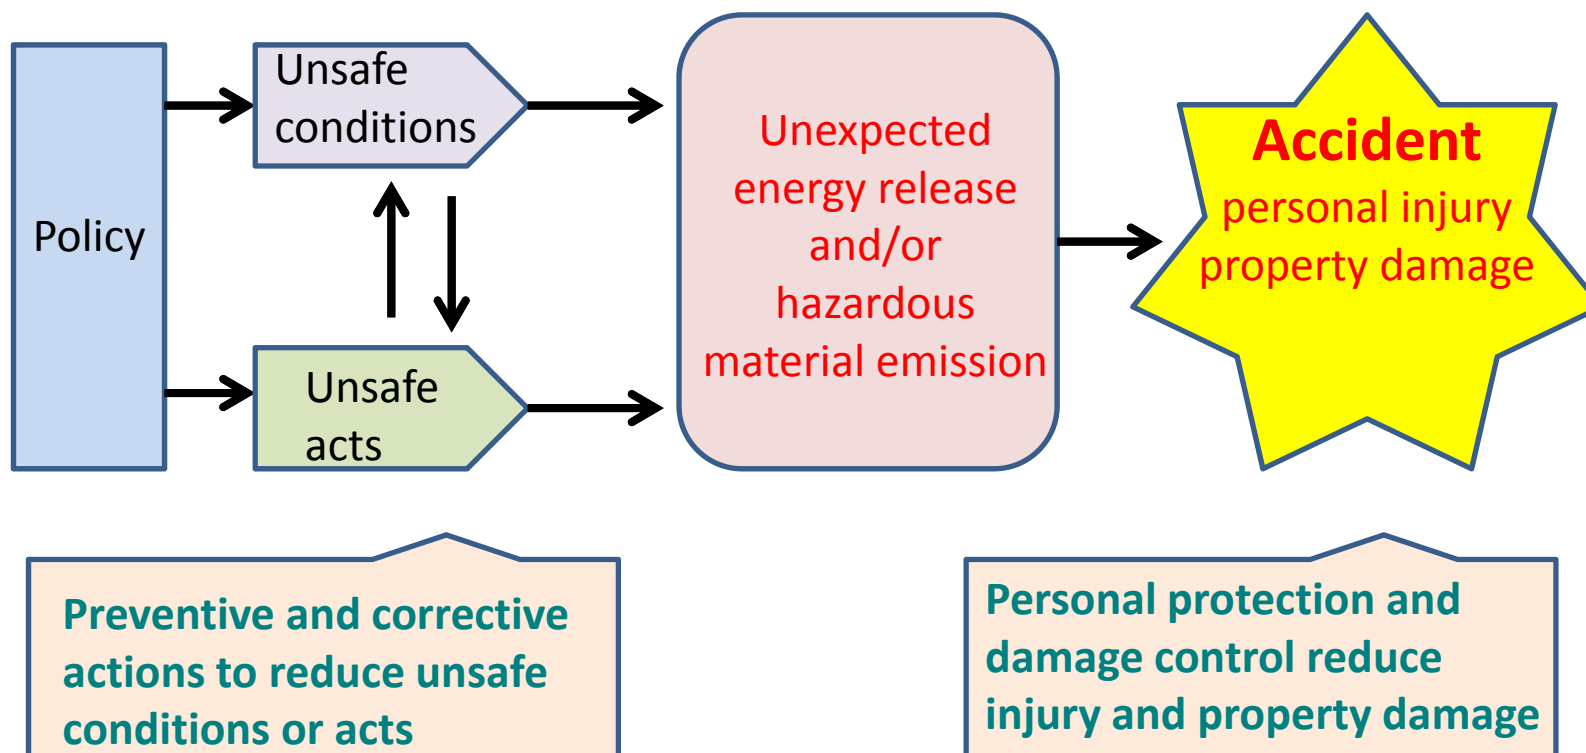 Policy
Unsafe
conditions
Unsafe
acts
Unexpected
energy release
and/or
hazardous
material emission
Accident
personal injury
property damage
Preventive and corrective
actions to reduce unsafe
conditions or acts
Personal protection and
damage control reduce
injury and property damage